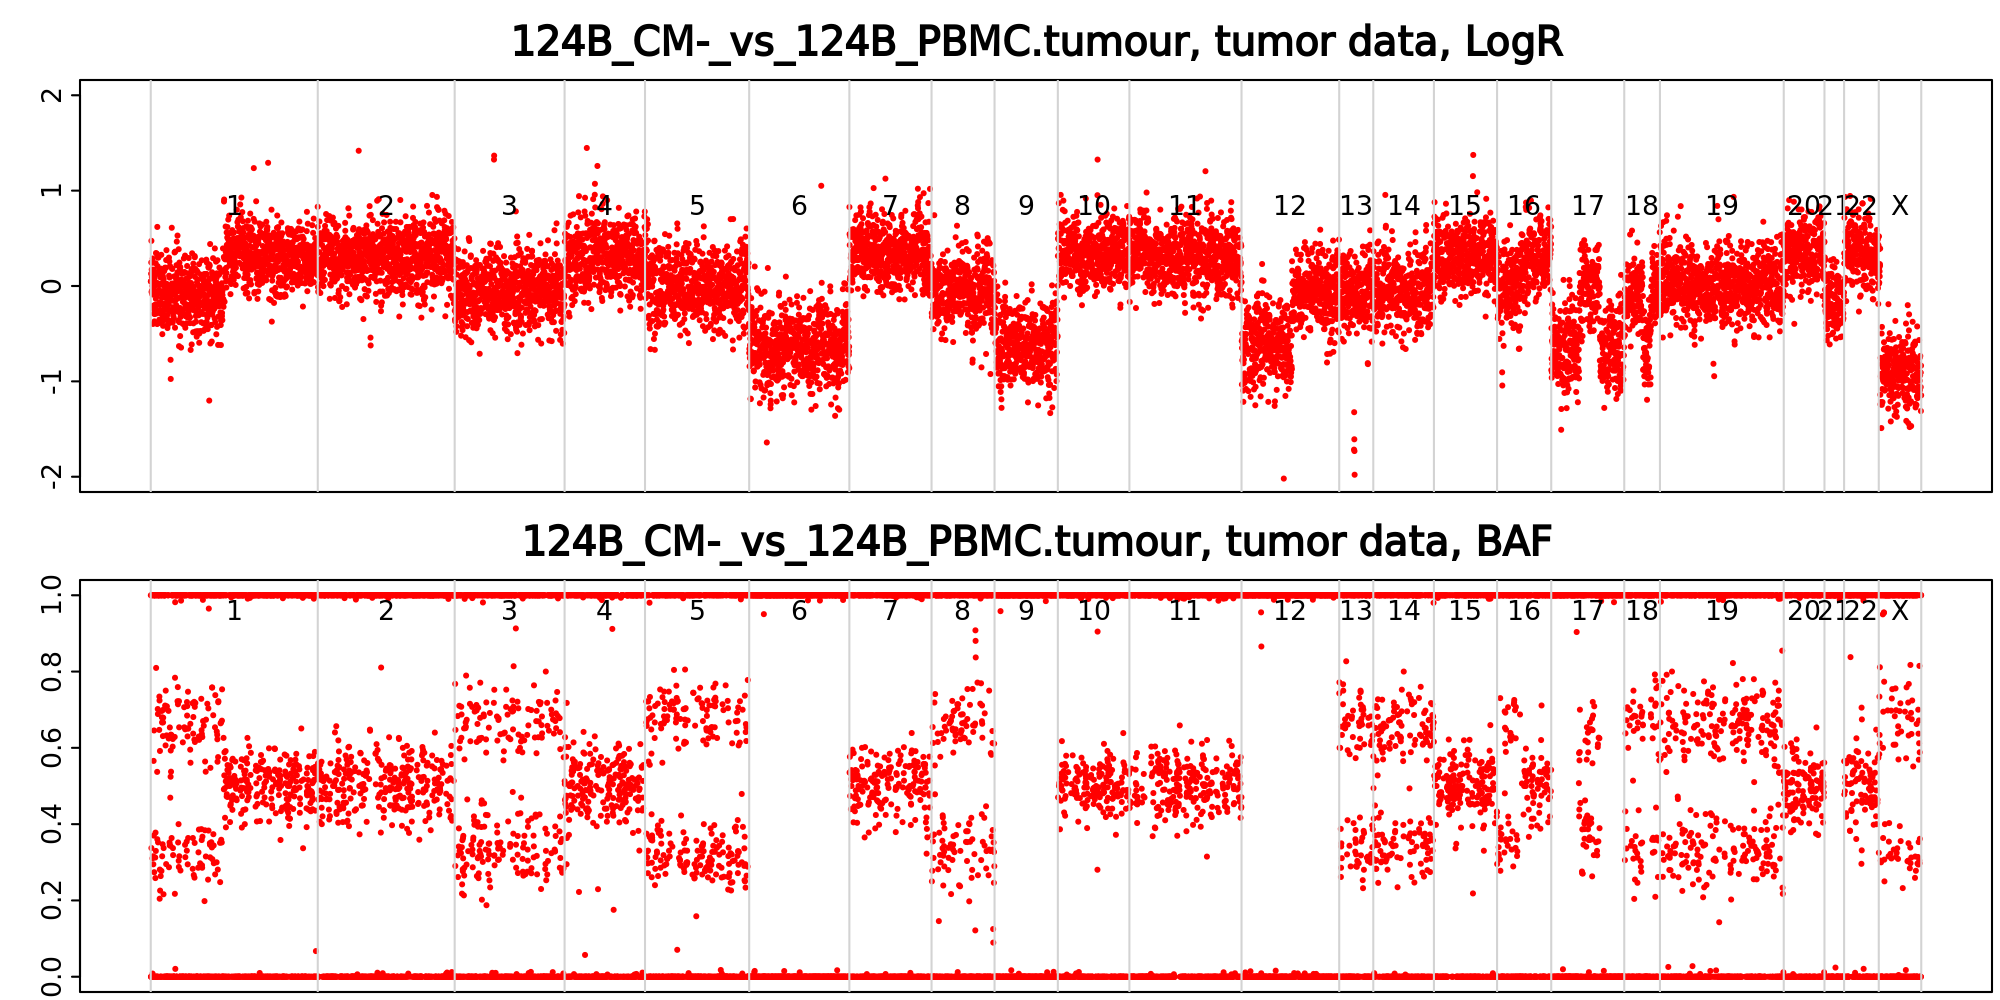 124B_CM-_vs_124B_PBMC.tumour, tumor data, LogR
2
1
0
-1
-2
1 2 3 4 5 6 7 8 9 10 11 12 13 14 15 16 17 18 19 20 21 22 X
124B_CM-_vs_124B_PBMC.tumour, tumor data, BAF
1.0
0.8
0.6
0.4
0.2
0.0
1 2 3 4 5 6 7 8 9 10 11 12 13 14 15 16 17 18 19 20 21 22 X